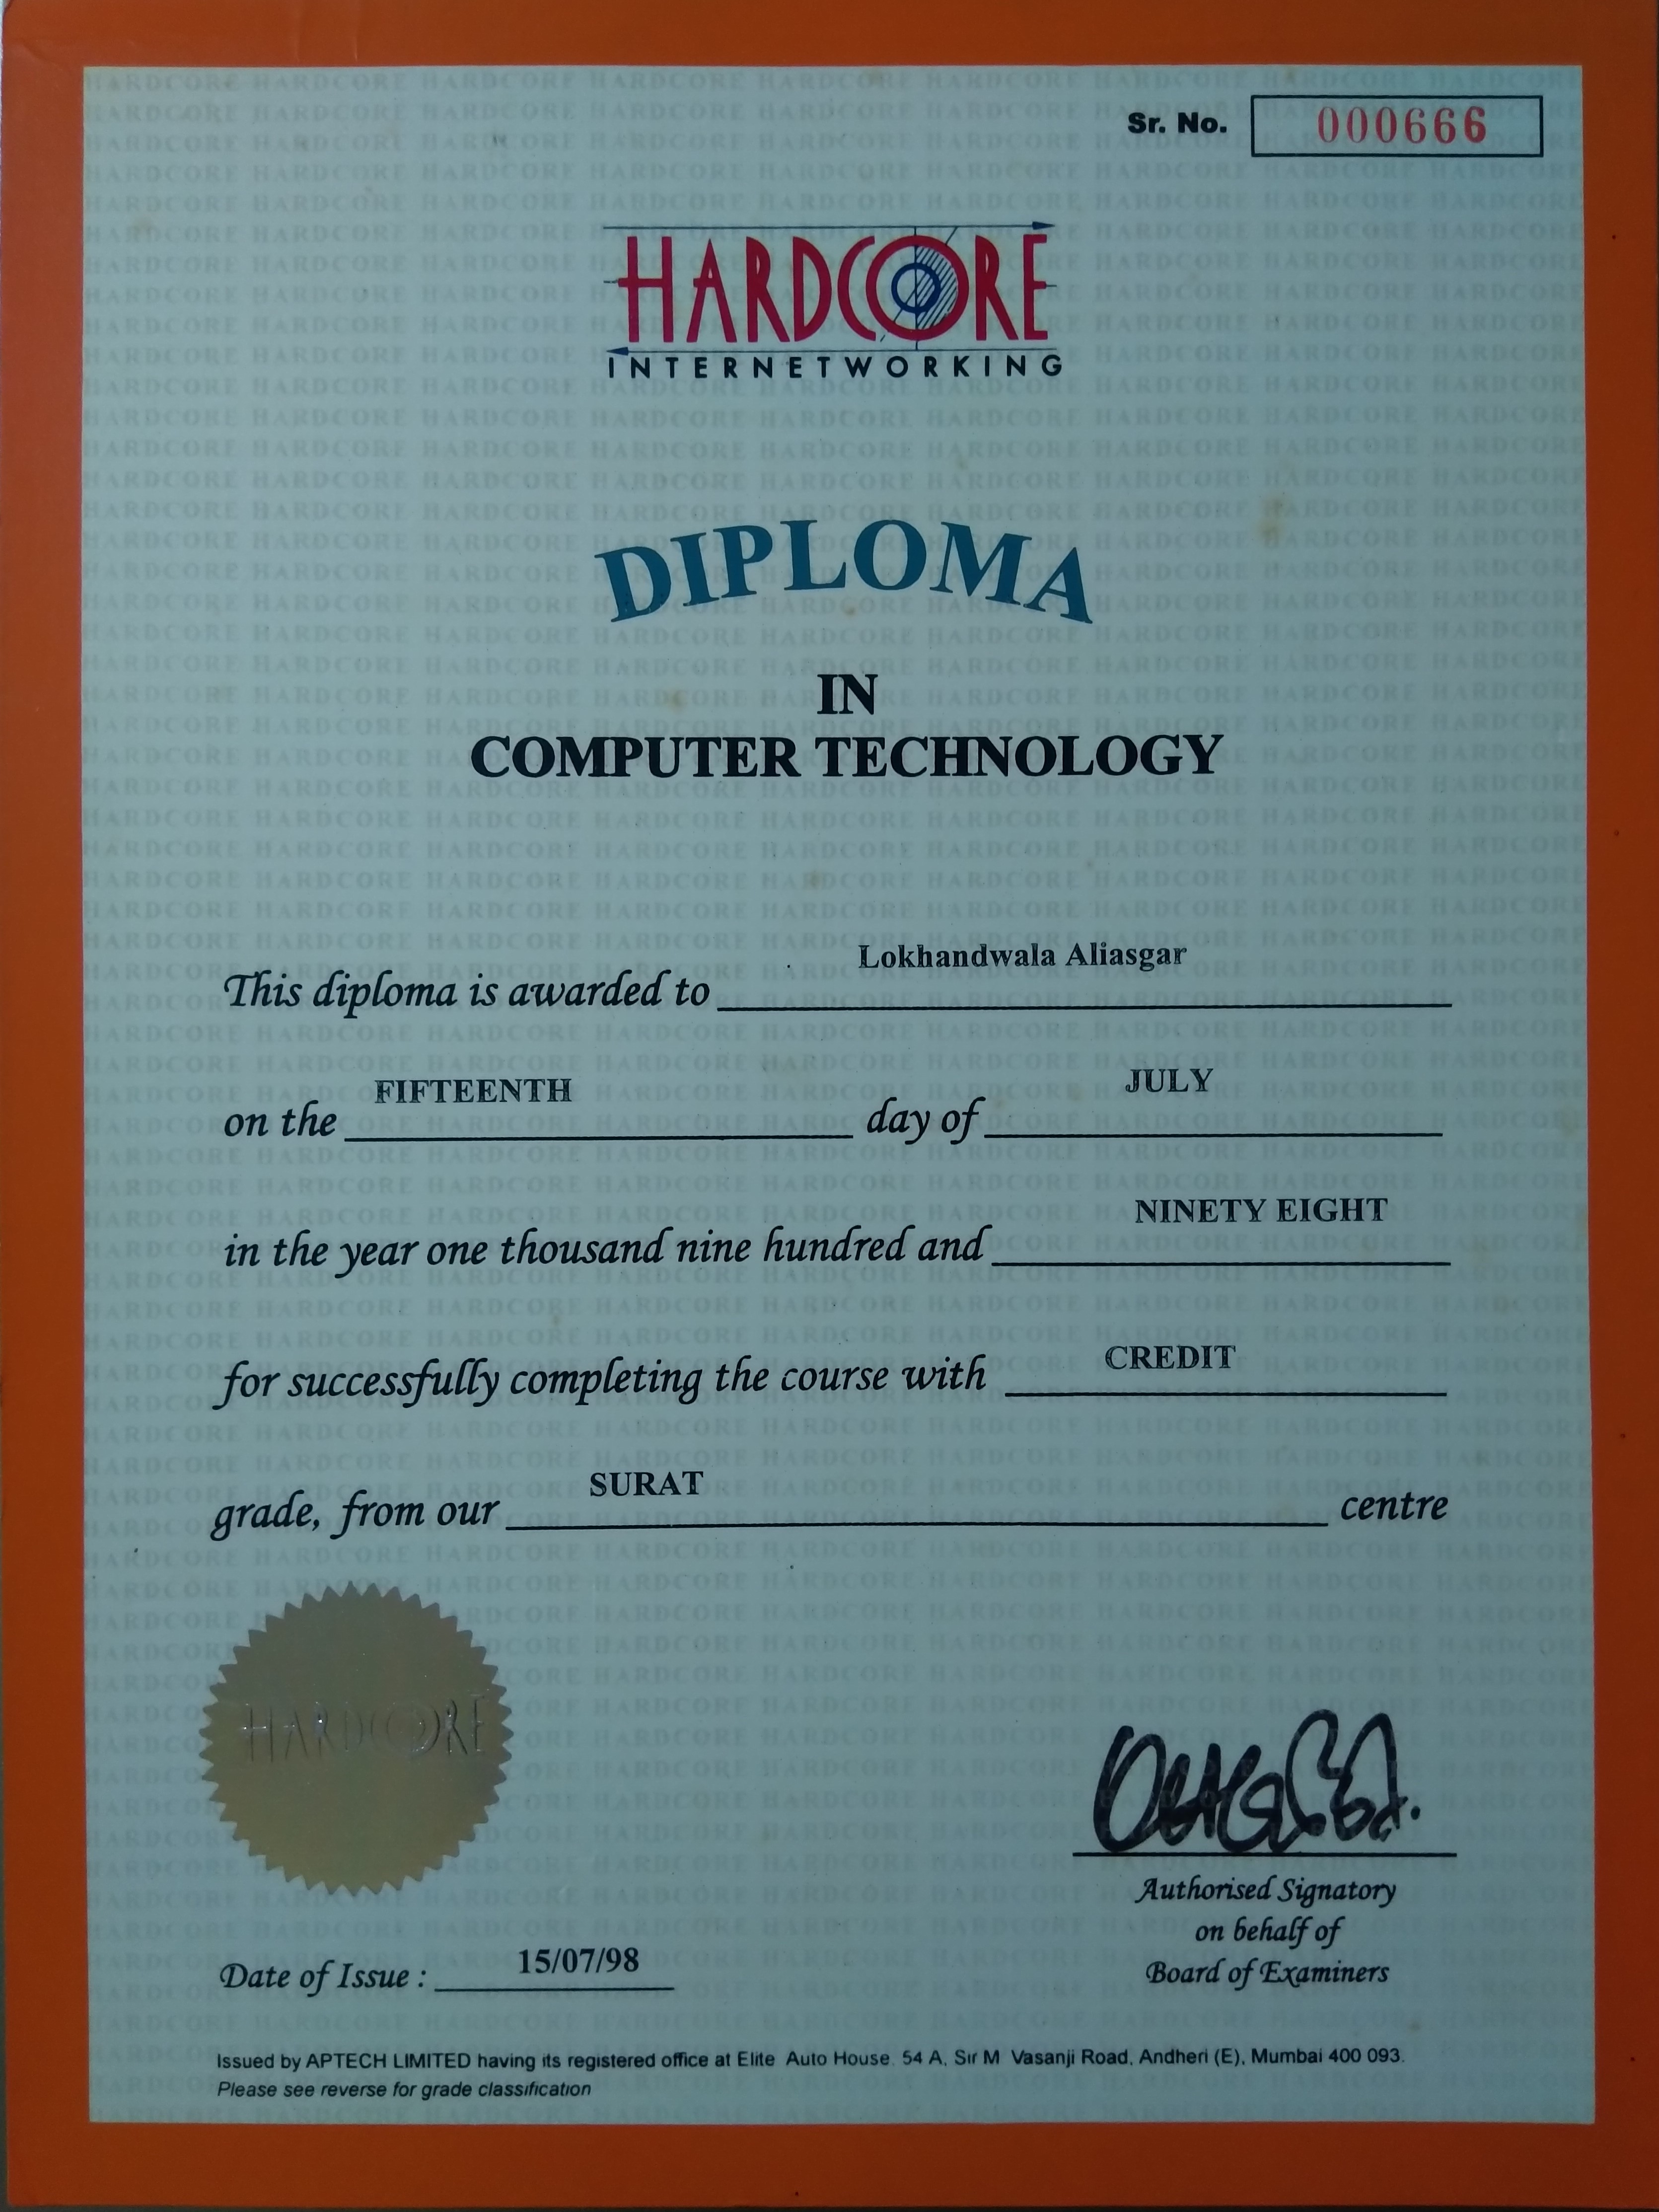 Sr. No. 000666
HARDCORE
INTERNETWORKING
DIPLOMA
IN
COMPUTER TECHNOLOGY
This diploma is awarded to Lokhandwala Aliasgar
on the FIFTEENTH day of JULY
in the year one thousand nine hundred and NINETY EIGHT
for successfully completing the course with CREDIT
grade, from our SURAT centre
HARDCORE
Authorised Signatory
on behalf of
Board of Examiners
Date of Issue : 15/07/98
Issued by APTECH LIMITED having its registered office at Elite Auto House. 54 A, Sir M Vasanji Road, Andheri (E), Mumbai 400 093.
Please see reverse for grade classification